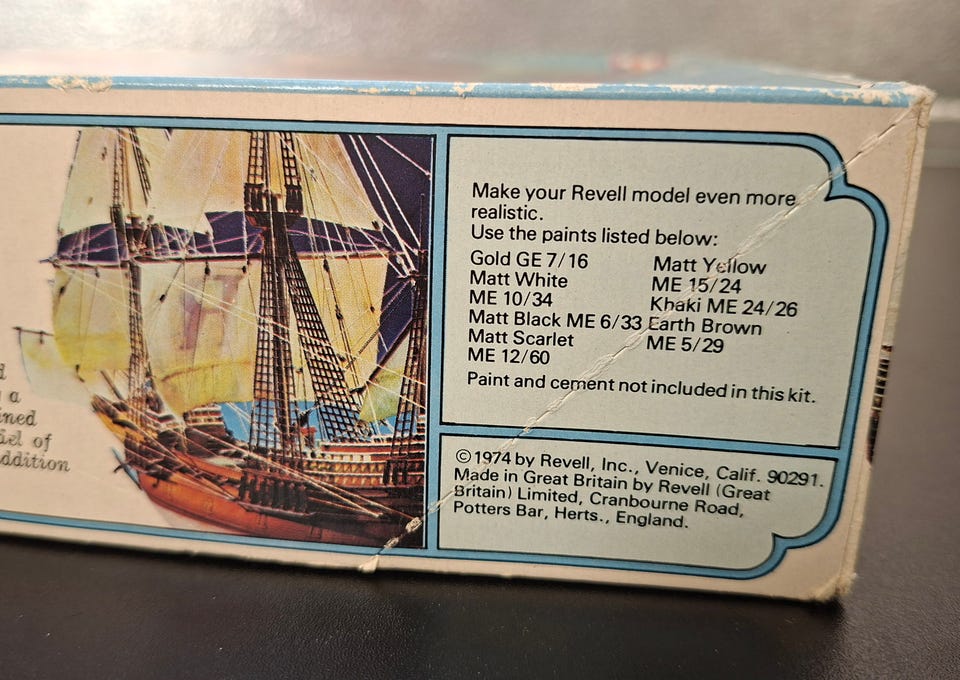 a
of
addition
Make your Revell model even more
realistic.
Use the paints listed below:
Gold GE 7/16
Matt White
ME 10/34
Matt Black ME 6/33
Matt Scarlet
ME 12/60
Matt Yellow
ME 15/24
Khaki ME 24/26
Earth Brown
ME 5/29
Paint and cement not included in this kit.
© 1974 by Revell, Inc., Venice, Calif. 90291.
Made in Great Britain by Revell (Great
Britain) Limited, Cranbourne Road,
Potters Bar, Herts., England.